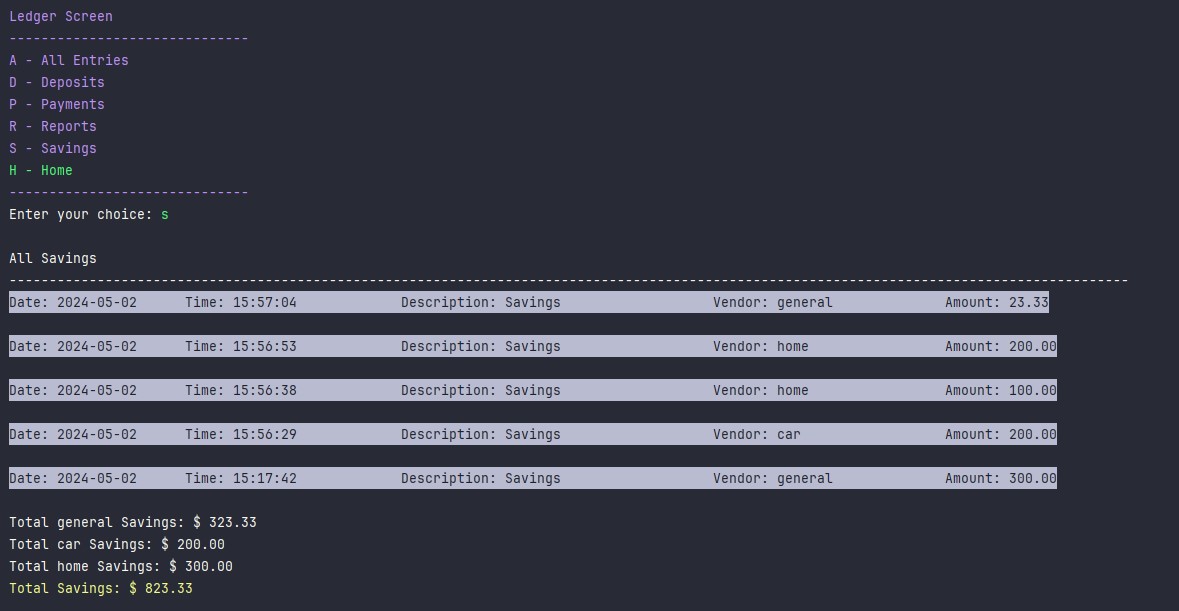 Ledger Screen
------------------------------
A - All Entries
D - Deposits
P - Payments
R - Reports
S - Savings
H - Home
------------------------------
Enter your choice: s
All Savings
--------------------------------------------------------------------------------------------------------------------------------------------
Date: 2024-05-02      Time: 15:57:04             Description: Savings                   Vendor: general              Amount: 23.33
Date: 2024-05-02      Time: 15:56:53             Description: Savings                   Vendor: home                 Amount: 200.00
Date: 2024-05-02      Time: 15:56:38             Description: Savings                   Vendor: home                 Amount: 100.00
Date: 2024-05-02      Time: 15:56:29             Description: Savings                   Vendor: car                  Amount: 200.00
Date: 2024-05-02      Time: 15:17:42             Description: Savings                   Vendor: general              Amount: 300.00
Total general Savings: $ 323.33
Total car Savings: $ 200.00
Total home Savings: $ 300.00
Total Savings: $ 823.33